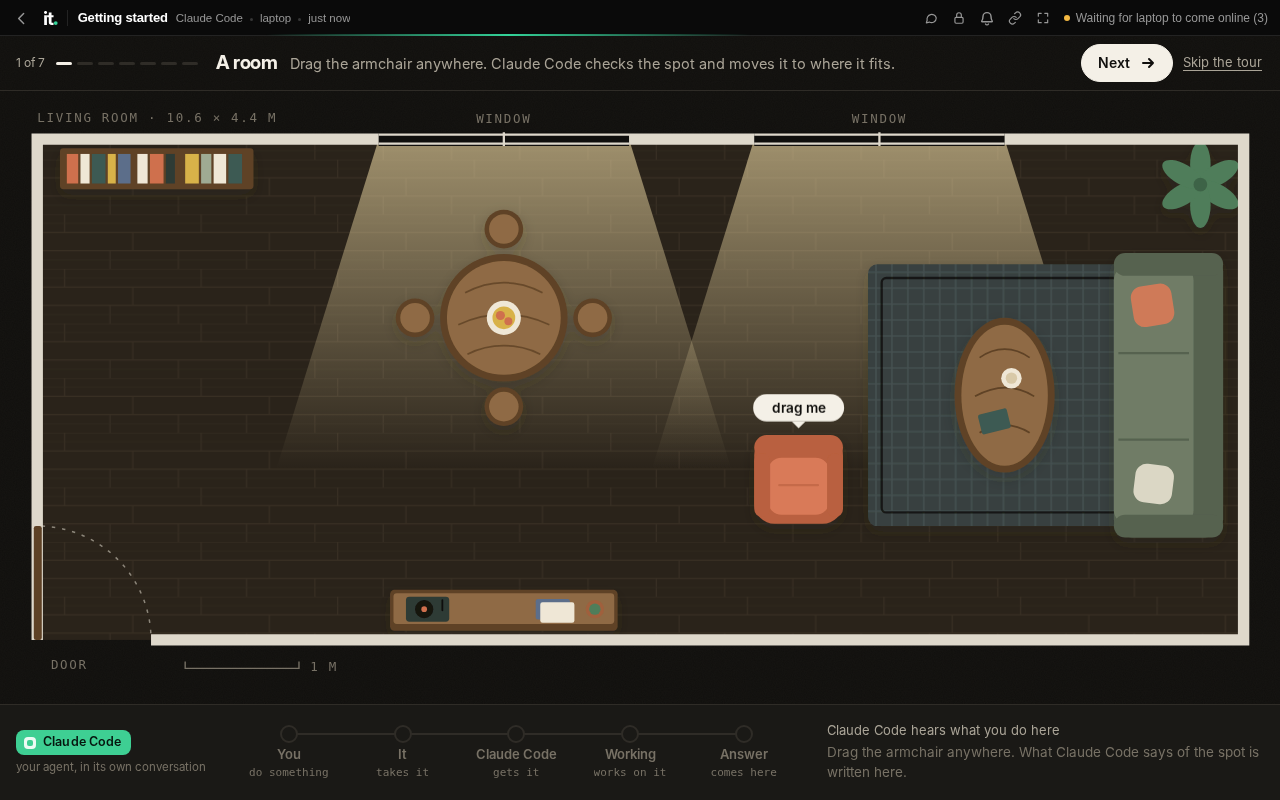 it. Getting started Claude Code • laptop • just now Waiting for laptop to come online (3)
1 of 7 A room Drag the armchair anywhere. Claude Code checks the spot and moves it to where it fits. Next Skip the tour
LIVING ROOM · 10.6 × 4.4 M WINDOW WINDOW
drag me
DOOR 1 M
Claude Code
your agent, in its own conversation
You It Claude Code Working Answer
do something takes it gets it works on it comes here
Claude Code hears what you do here
Drag the armchair anywhere. What Claude Code says of the spot is
written here.